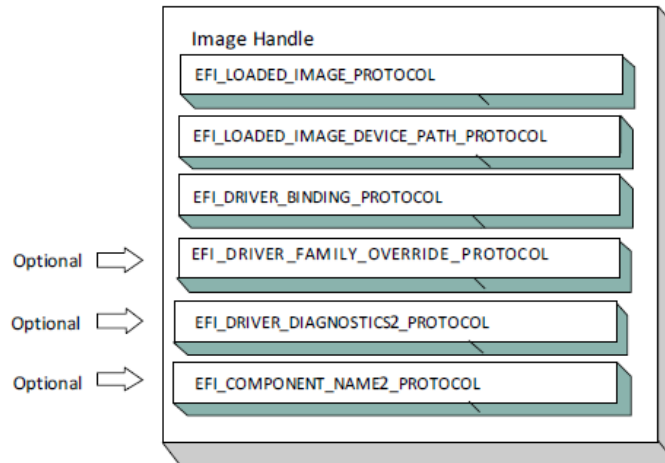 Image Handle
EFI_LOADED_IMAGE_PROTOCOL
EFI_LOADED_IMAGE_DEVICE_PATH_PROTOCOL
EFI_DRIVER_BINDING_PROTOCOL
Optional EFI_DRIVER_FAMILY_OVERRIDE_PROTOCOL
Optional EFI_DRIVER_DIAGNOSTICS2_PROTOCOL
Optional EFI_COMPONENT_NAME2_PROTOCOL